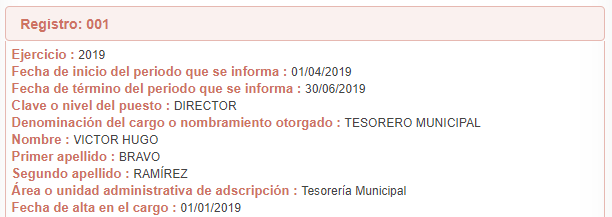 Registro: 001
Ejercicio : 2019
Fecha de inicio del periodo que se informa : 01/04/2019
Fecha de término del periodo que se informa : 30/06/2019
Clave o nivel del puesto : DIRECTOR
Denominación del cargo o nombramiento otorgado : TESORERO MUNICIPAL
Nombre : VICTOR HUGO
Primer apellido : BRAVO
Segundo apellido : RAMÍREZ
Área o unidad administrativa de adscripción : Tesorería Municipal
Fecha de alta en el cargo : 01/01/2019